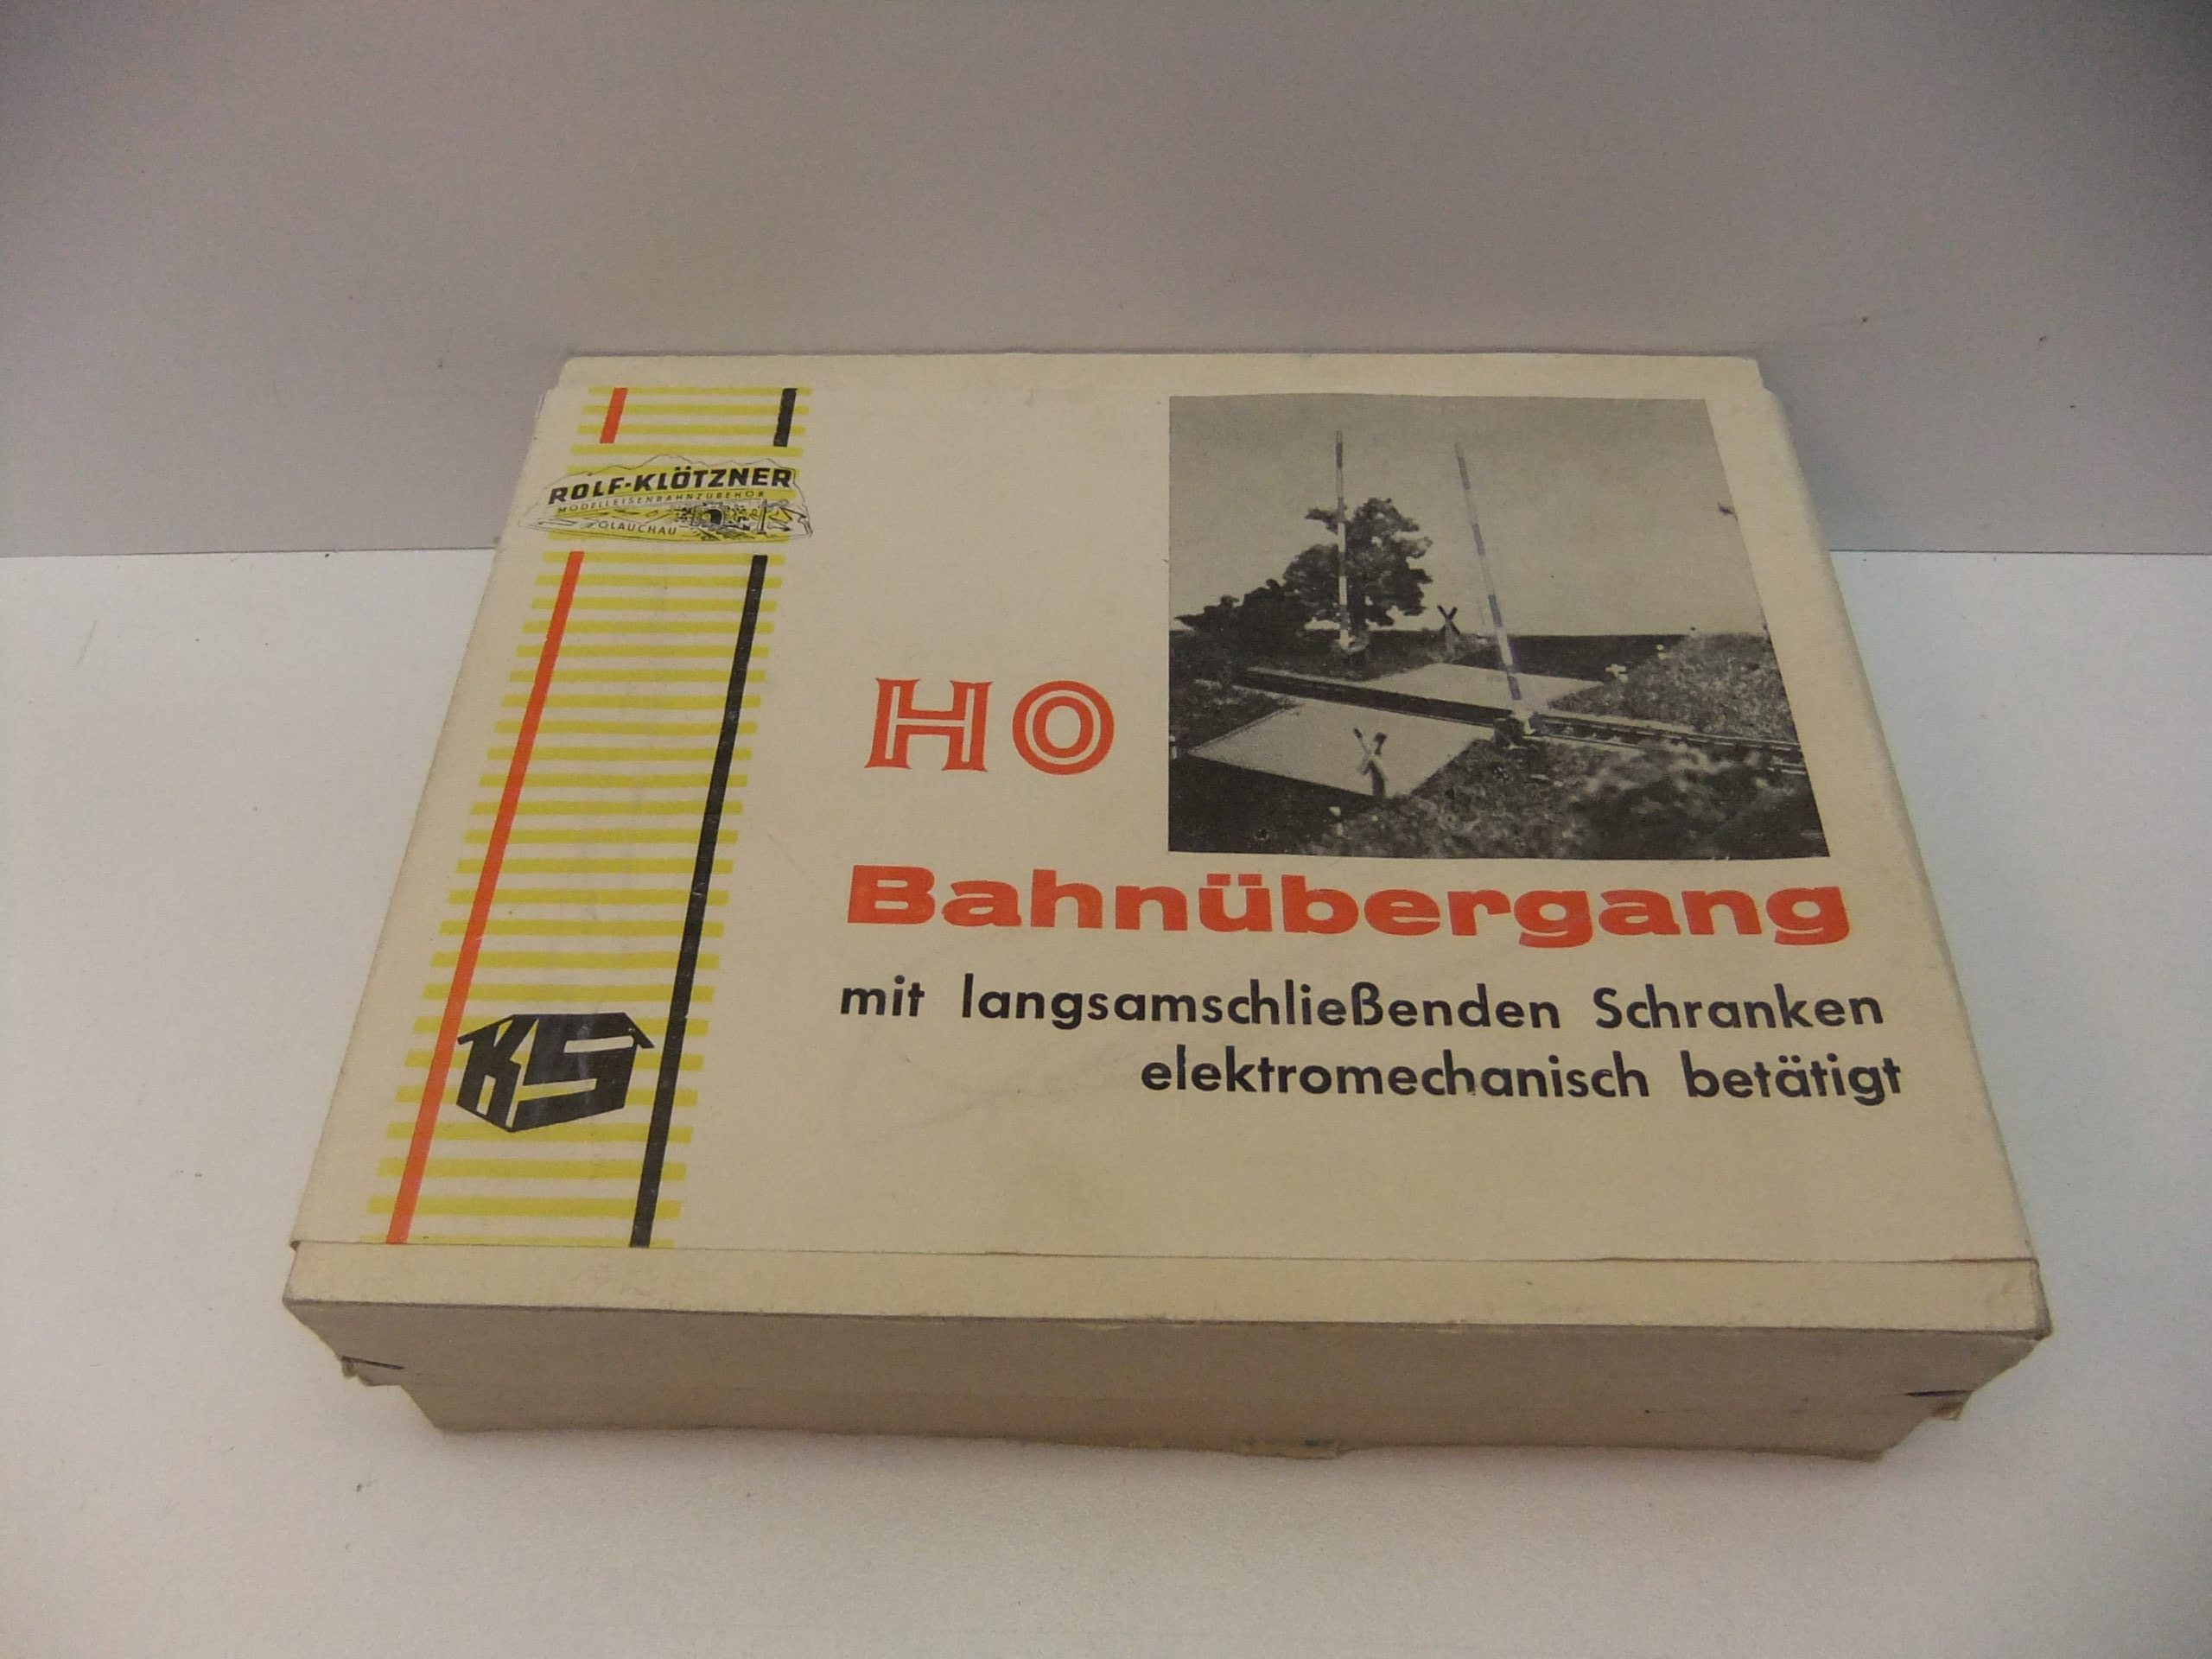 ROLF-KLÖTZNER
MODELLEISENBAHNZUBEHÖR
GLAUCHAU
HO
Bahnübergang
mit langsamschließenden Schranken
elektromechanisch betätigt
KS